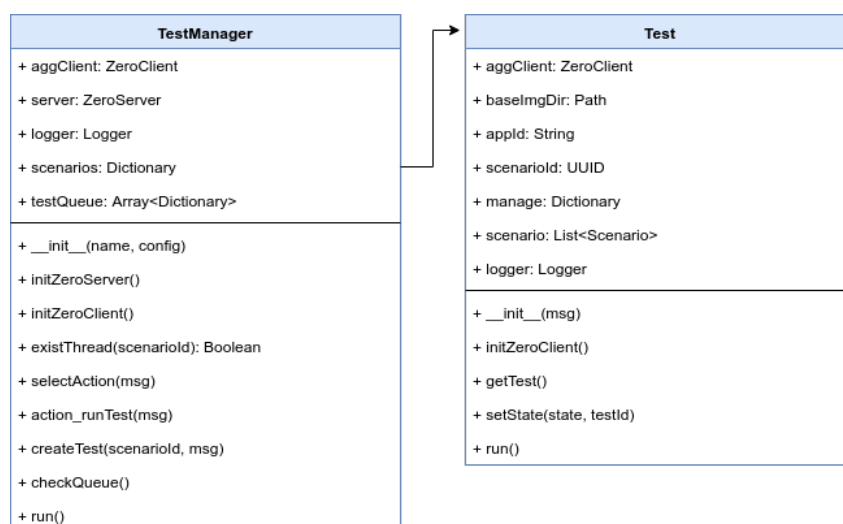 TestManager
+ aggClient: ZeroClient
+ server: ZeroServer
+ logger: Logger
+ scenarios: Dictionary
+ testQueue: Array<Dictionary>
+ __init__(name, config)
+ initZeroServer()
+ initZeroClient()
+ existThread(scenarioId): Boolean
+ selectAction(msg)
+ action_runTest(msg)
+ createTest(scenarioId, msg)
+ checkQueue()
+ run()
Test
+ aggClient: ZeroClient
+ baseImgDir: Path
+ appId: String
+ scenarioId: UUID
+ manage: Dictionary
+ scenario: List<Scenario>
+ logger: Logger
+ __init__(msg)
+ initZeroClient()
+ getTest()
+ setState(state, testId)
+ run()